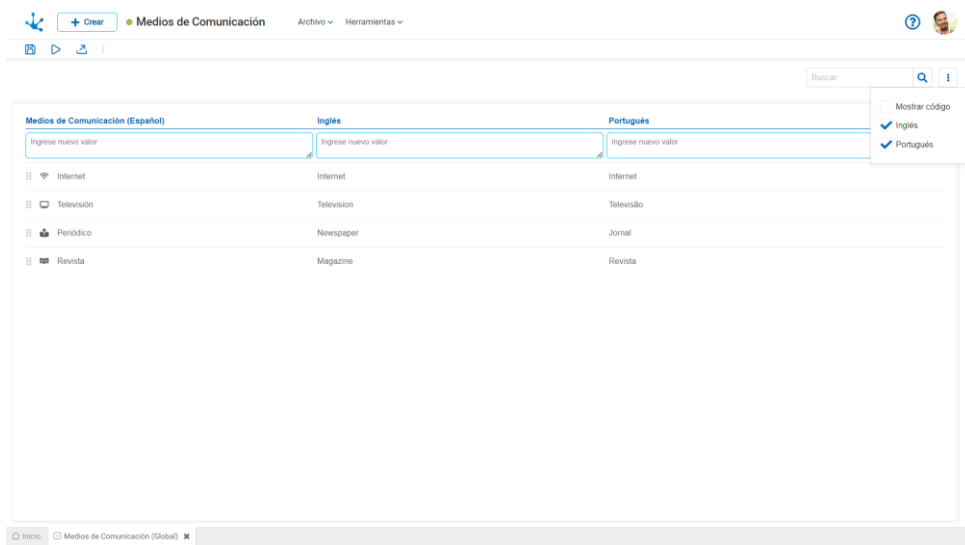 + Crear
Medios de Comunicación
Archivo
Herramientas
Buscar
Mostrar código
Inglés
Portugués
Medios de Comunicación (Español) Inglés Portugués
Ingrese nuevo valor Ingrese nuevo valor Ingrese nuevo valor
Internet Internet Internet
Televisión Television Televisão
Periódico Newspaper Jornal
Revista Magazine Revista
Inicio
Medios de Comunicación (Global)